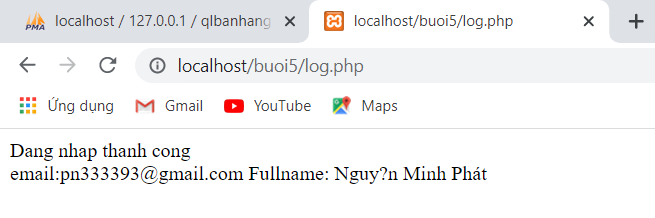 PMA localhost / 127.0.0.1 / qlbanhang
localhost/buoi5/log.php
localhost/buoi5/log.php
Ứng dụng Gmail YouTube Maps
Dang nhap thanh cong
email:pn333393@gmail.com Fullname: Nguy?n Minh Phát